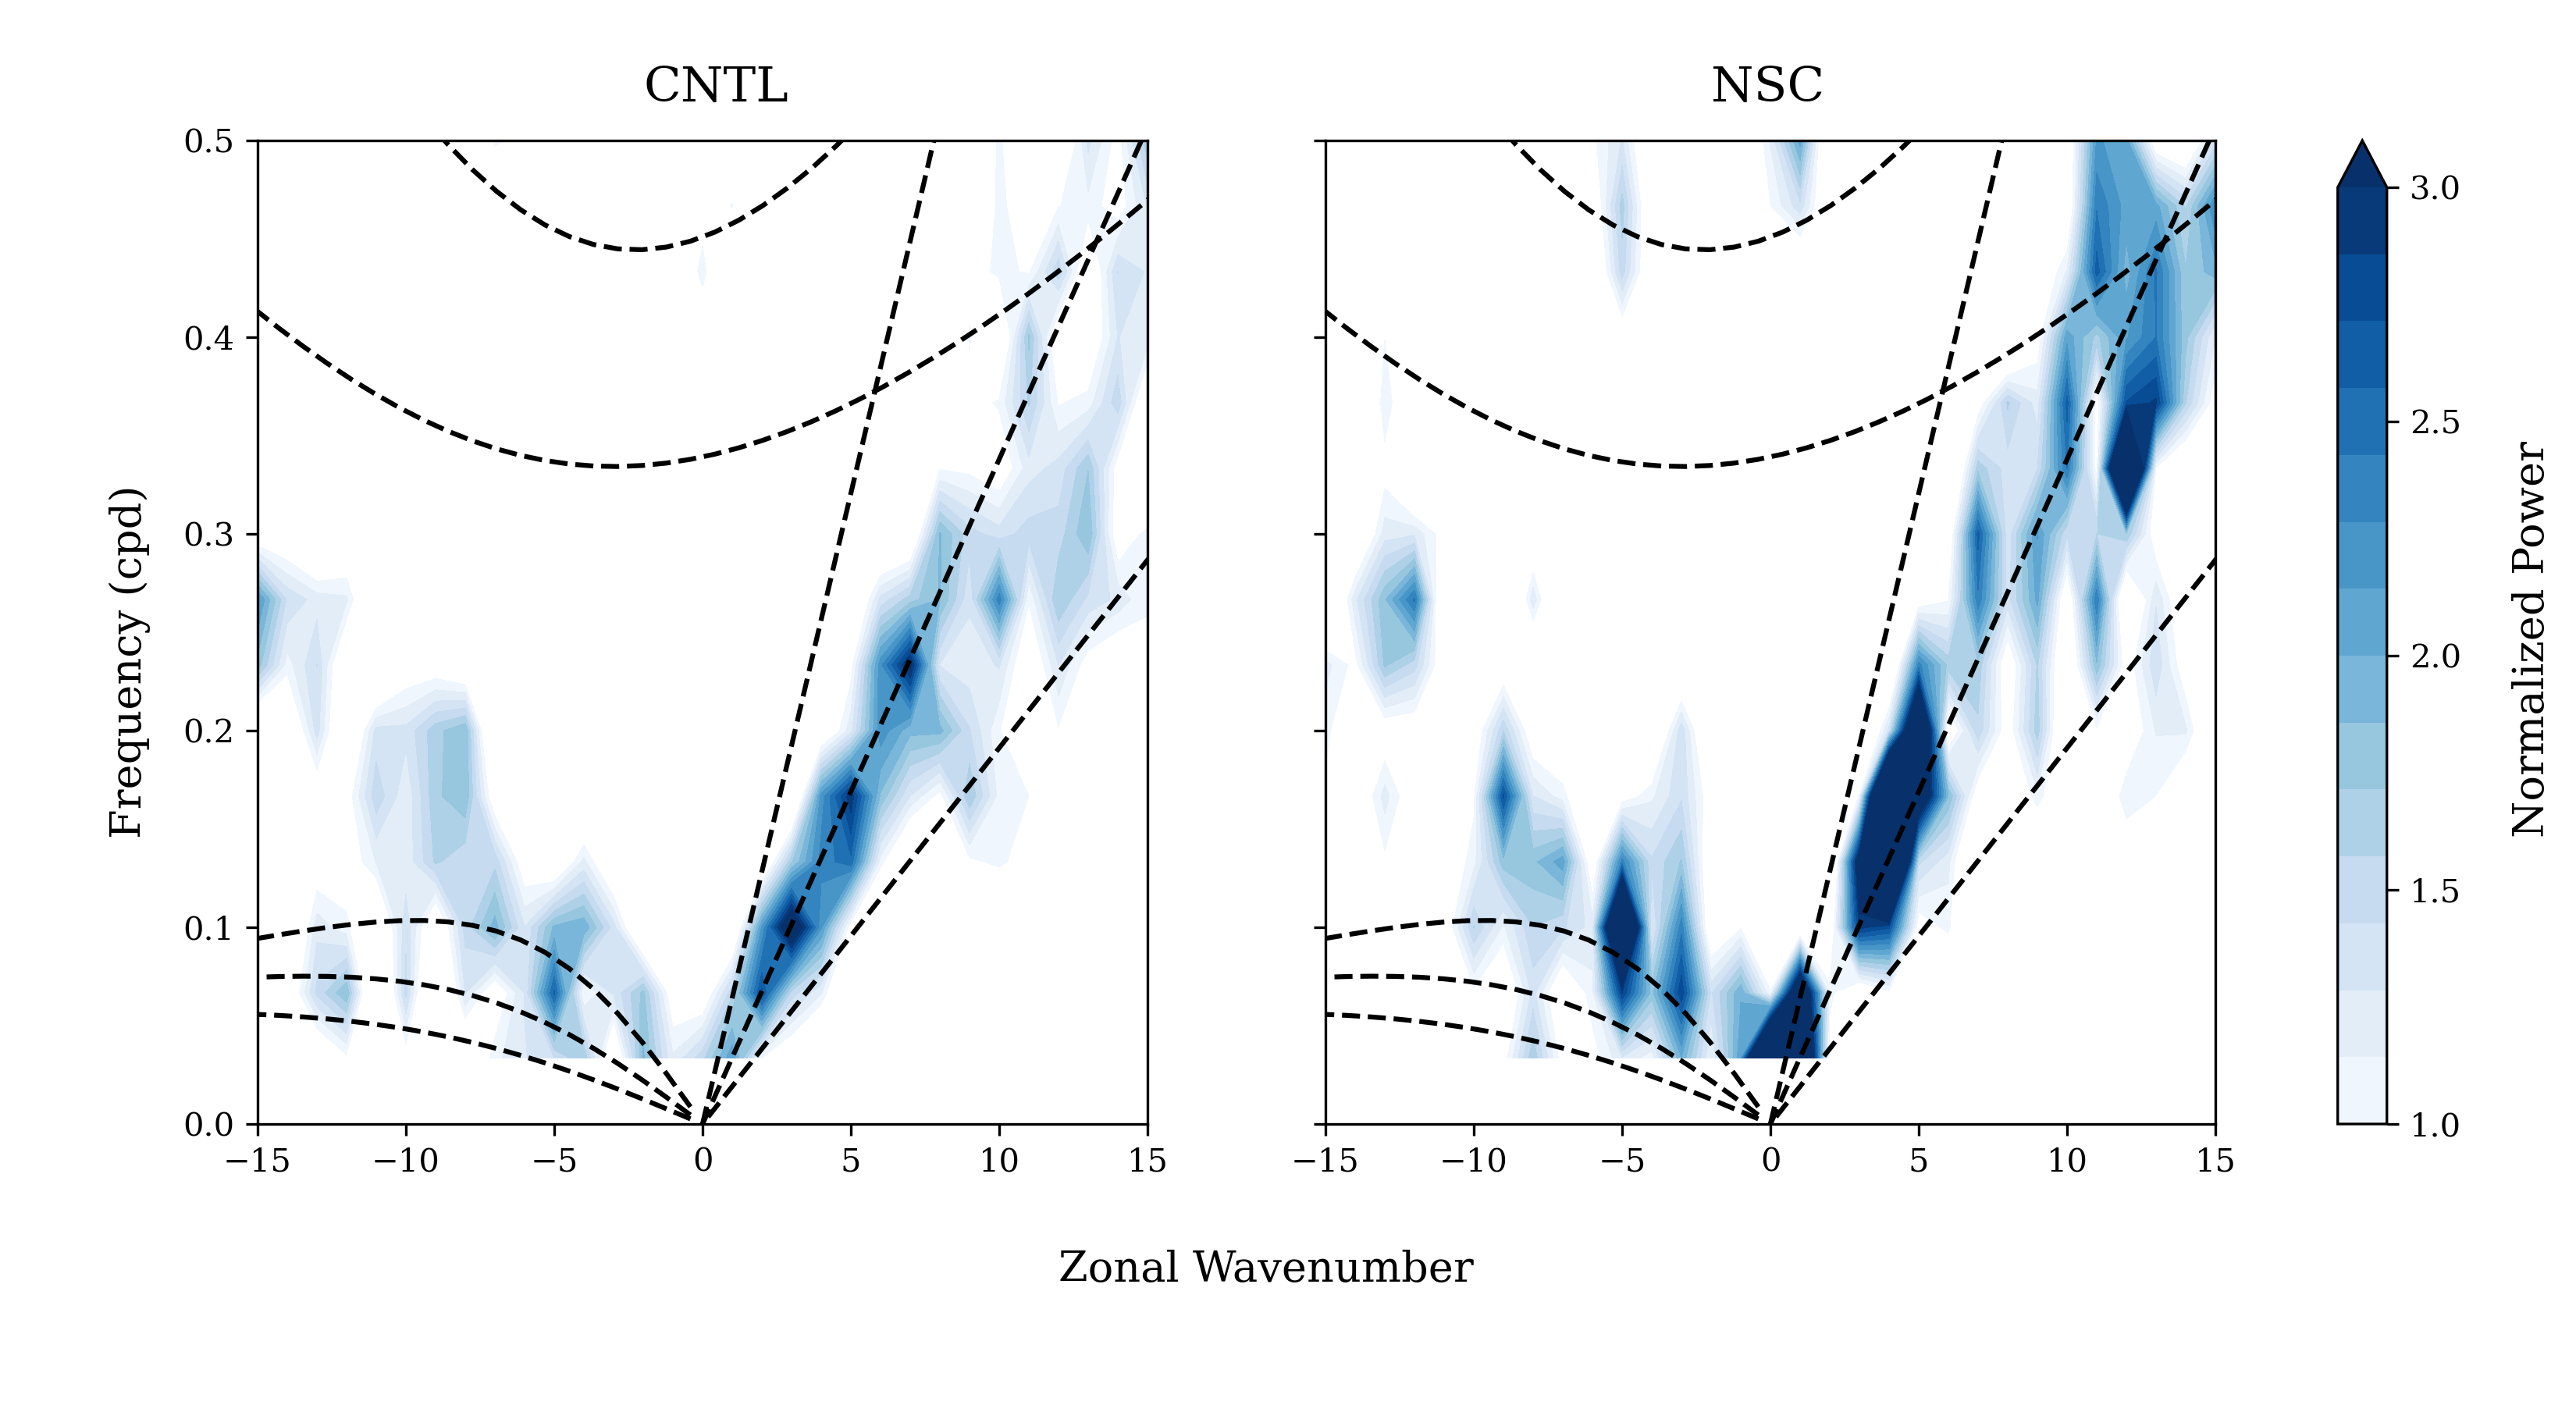 CNTL
NSC
0.5
0.4
0.3
0.2
0.1
0.0
Frequency (cpd)
−15 −10 −5 0 5 10 15
−15 −10 −5 0 5 10 15
Zonal Wavenumber
3.0
2.5
2.0
1.5
1.0
Normalized Power